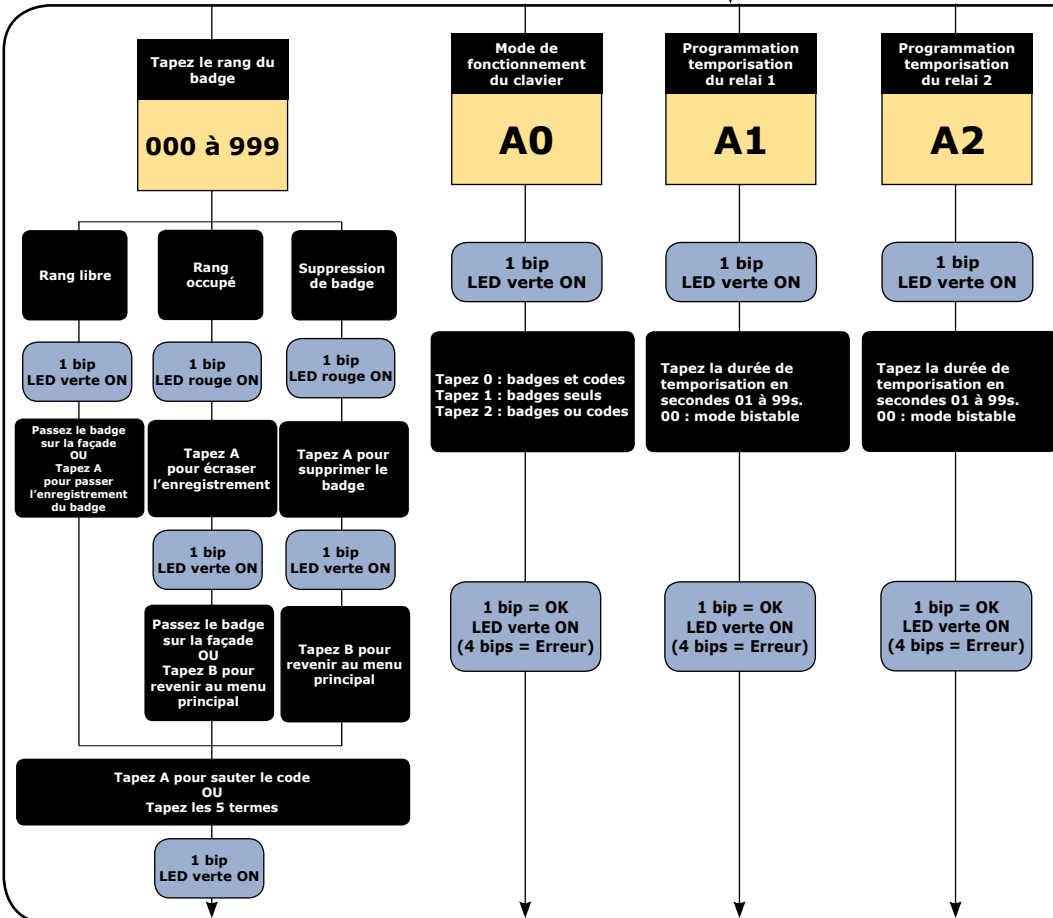 Tapez le rang du
badge
000 à 999
Rang libre
Rang
occupé
Suppression
de badge
1 bip
LED verte ON
1 bip
LED rouge ON
1 bip
LED rouge ON
Passez le badge
sur la façade
OU
Tapez A
pour passer
l'enregistrement
du badge
Tapez A
pour écraser
l'enregistrement
Tapez A pour
supprimer le
badge
1 bip
LED verte ON
1 bip
LED verte ON
Passez le badge
sur la façade
OU
Tapez B pour
revenir au menu
principal
Tapez B pour
revenir au menu
principal
Tapez A pour sauter le code
OU
Tapez les 5 termes
1 bip
LED verte ON
Mode de
fonctionnement
du clavier
A0
1 bip
LED verte ON
Tapez 0 : badges et codes
Tapez 1 : badges seuls
Tapez 2 : badges ou codes
1 bip = OK
LED verte ON
(4 bips = Erreur)
Programmation
temporisation
du relai 1
A1
1 bip
LED verte ON
Tapez la durée de
temporisation en
secondes 01 à 99s.
00 : mode bistable
1 bip = OK
LED verte ON
(4 bips = Erreur)
Programmation
temporisation
du relai 2
A2
1 bip
LED verte ON
Tapez la durée de
temporisation en
secondes 01 à 99s.
00 : mode bistable
1 bip = OK
LED verte ON
(4 bips = Erreur)